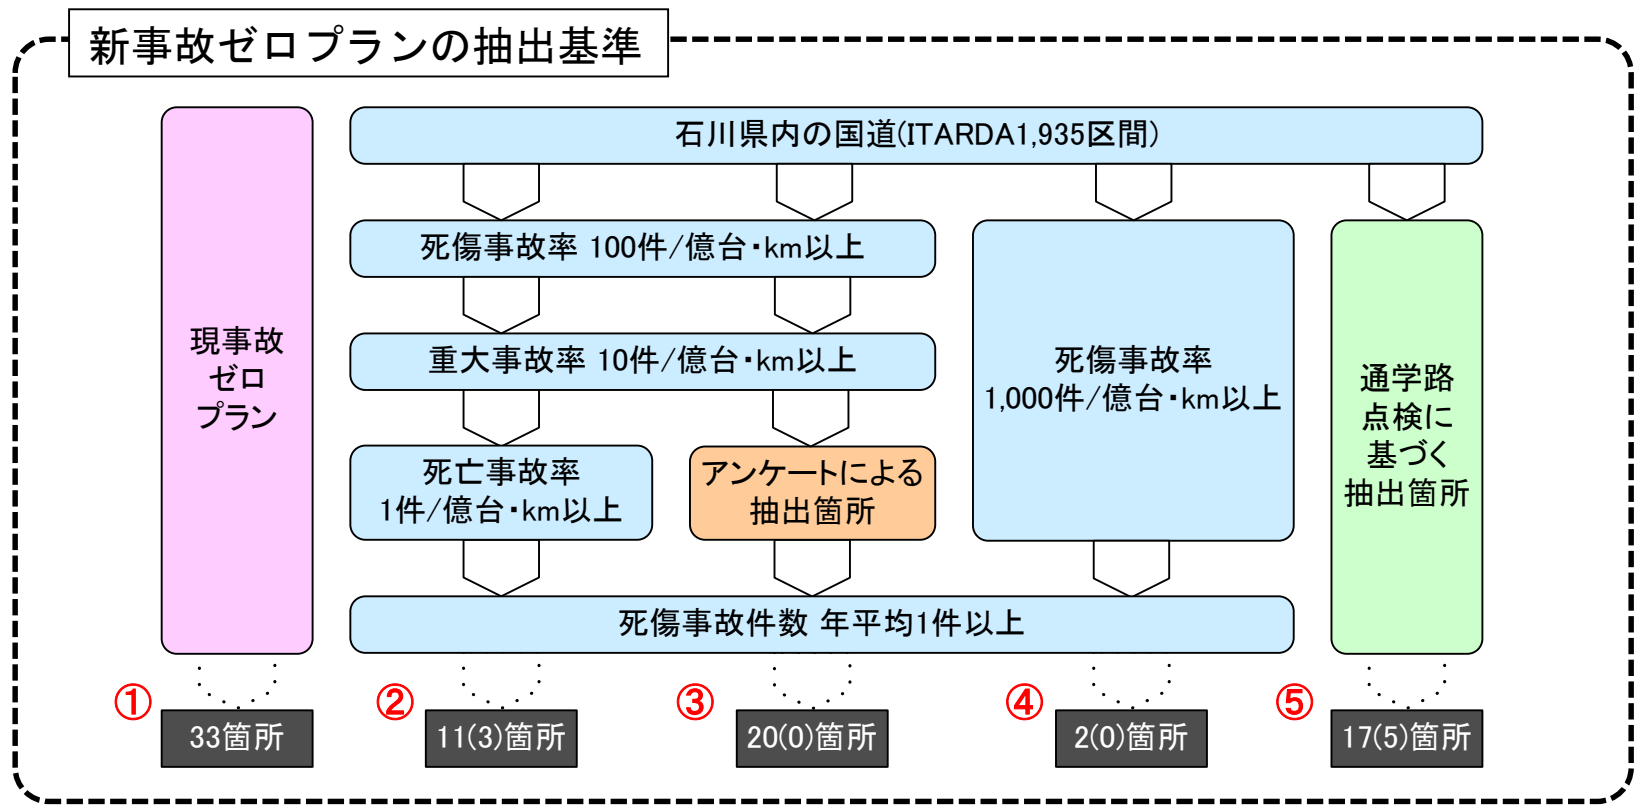 新事故ゼロプランの抽出基準
石川県内の国道(ITARDA1,935区間)
現事故
ゼロ
プラン
死傷事故率 100件/億台・km以上
重大事故率 10件/億台・km以上
死亡事故率
1件/億台・km以上
アンケートによる
抽出箇所
死傷事故率
1,000件/億台・km以上
通学路
点検に
基づく
抽出箇所
死傷事故件数 年平均1件以上
①
33箇所
②
11(3)箇所
③
20(0)箇所
④
2(0)箇所
⑤
17(5)箇所